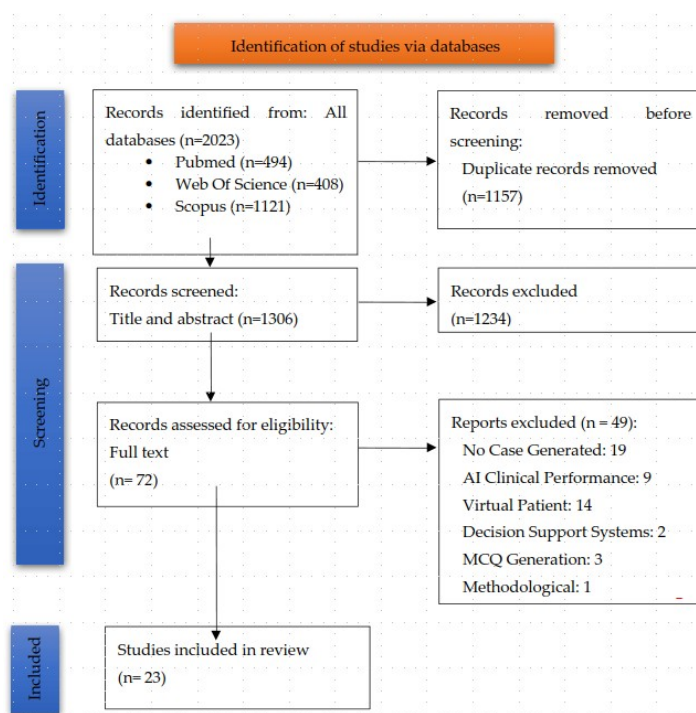 Identification of studies via databases
Identification
Records identified from: All
databases (n=2023)
• Pubmed (n=494)
• Web Of Science (n=408)
• Scopus (n=1121)
Records removed before
screening:
Duplicate records removed
(n=1157)
Screening
Records screened:
Title and abstract (n=1306)
Records excluded
(n=1234)
Records assessed for eligibility:
Full text
(n= 72)
Reports excluded (n = 49):
No Case Generated: 19
AI Clinical Performance: 9
Virtual Patient: 14
Decision Support Systems: 2
MCQ Generation: 3
Methodological: 1
Included
Studies included in review
(n= 23)